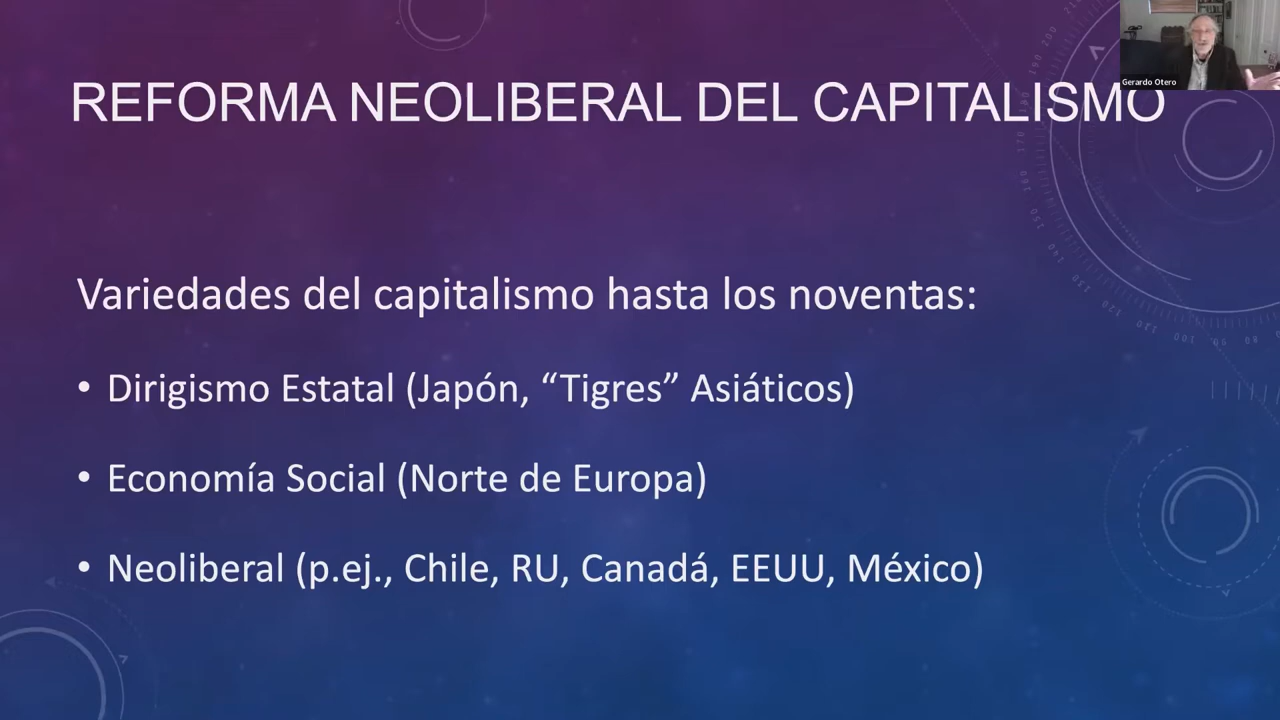 REFORMA NEOLIBERAL DEL CAPITALISMO
Gerardo Otero
Variedades del capitalismo hasta los noventas:
• Dirigismo Estatal (Japón, “Tigres” Asiáticos)
• Economía Social (Norte de Europa)
• Neoliberal (p.ej., Chile, RU, Canadá, EEUU, México)